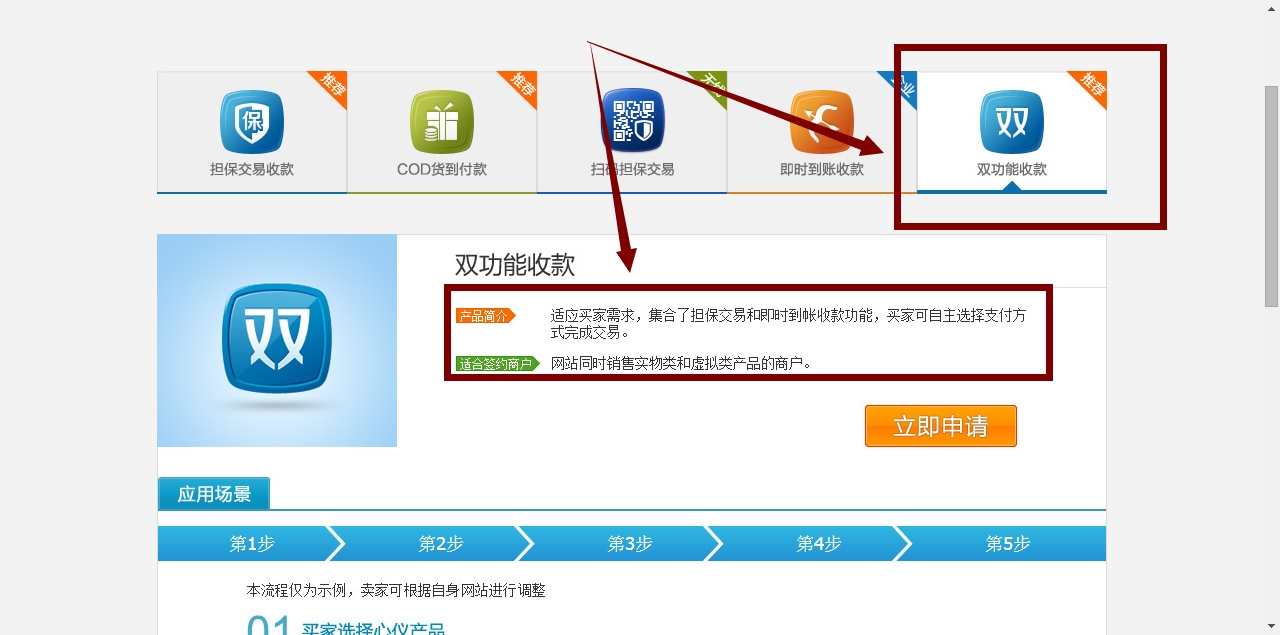 推荐
推荐
无线
企业
推荐
保
双
担保交易收款
COD货到付款
扫码担保交易
即时到账收款
双功能收款
双功能收款
双
产品简介
适应买家需求，集合了担保交易和即时到帐收款功能，买家可自主选择支付方
式完成交易。
适合签约商户
网站同时销售实物类和虚拟类产品的商户。
立即申请
应用场景
第1步
第2步
第3步
第4步
第5步
本流程仅为示例，卖家可根据自身网站进行调整
01 买家选择心仪产品